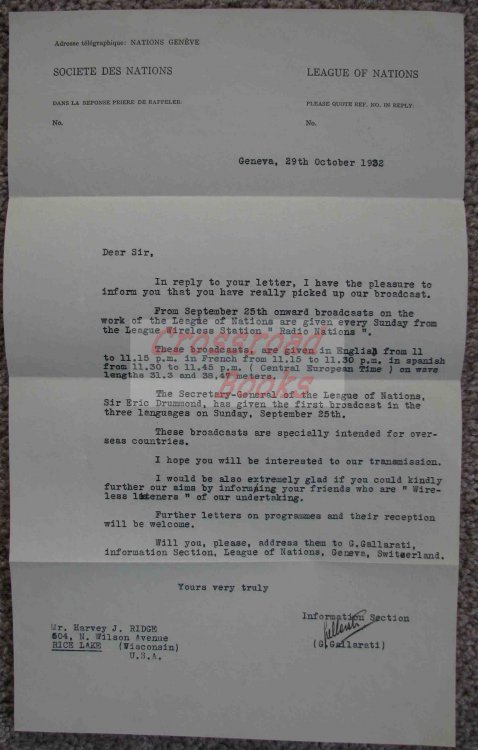 Adresse télégraphique: NATIONS GENÈVE
SOCIETE DES NATIONS
LEAGUE OF NATIONS
DANS LA RÉPONSE PRIÈRE DE RAPPELER:
PLEASE QUOTE REF. NO. IN REPLY:
No.
No.
Geneva, 29th October 1932
Dear Sir,
In reply to your letter, I have the pleasure to
inform you that you have really picked up our broadcast.
From September 25th onward broadcasts on the
work of the League of Nations are given every Sunday from
the League Wireless Station " Radio Nations ".
These broadcasts, are given in English from 11
to 11.15 p.m. in French from 11.15 to 11.30 p.m. in spanish
from 11.30 to 11.45 p.m. ( Central European Time ) on wave
lengths 31.3 and 38,47 meters.
Crossroad
Books
The Secretary-General of the League of Nations,
Sir Eric Drummond, has given the first broadcast in the
three languages on Sunday, September 25th.
These broadcasts are specially intended for over-
seas countries.
I hope you will be interested to our transmission.
I would be also extremely glad if you could kindly
further our aims by informing your friends who are " Wire-
less listeners " of our undertaking.
Further letters on programmes and their reception
will be welcome.
Will you, please, address them to G.Gallarati,
information Section, League of Nations, Geneva, Switzerland.
Yours very truly
Information Section
Gallarati
(G.Gallarati)
Mr. Harvey J. RIDGE
604, N. Wilson Avenue
RICE LAKE (Wisconsin)
U.S.A.